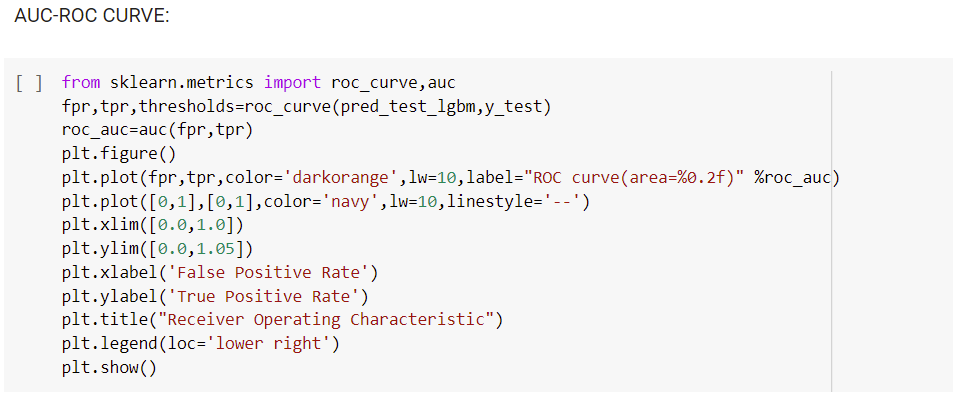 AUC-ROC CURVE:
[ ] from sklearn.metrics import roc_curve,auc
fpr,tpr,thresholds=roc_curve(pred_test_lgbm,y_test)
roc_auc=auc(fpr,tpr)
plt.figure()
plt.plot(fpr,tpr,color='darkorange',lw=10,label="ROC curve(area=%0.2f)" %roc_auc)
plt.plot([0,1],[0,1],color='navy',lw=10,linestyle='--')
plt.xlim([0.0,1.0])
plt.ylim([0.0,1.05])
plt.xlabel('False Positive Rate')
plt.ylabel('True Positive Rate')
plt.title("Receiver Operating Characteristic")
plt.legend(loc='lower right')
plt.show()